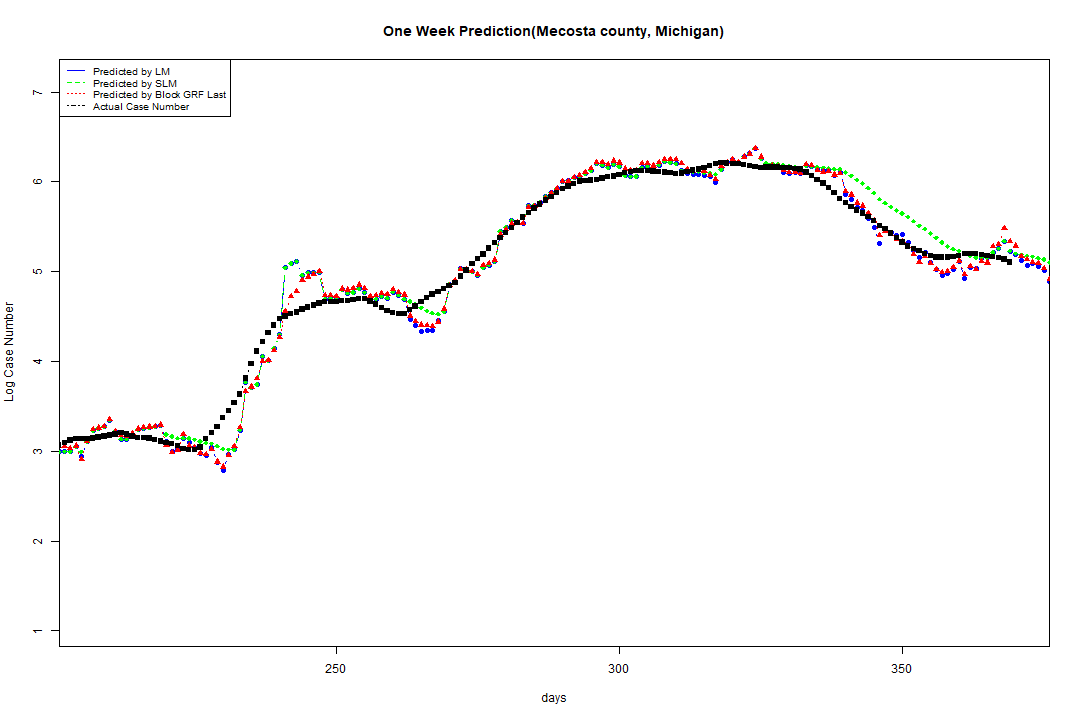 One Week Prediction(Mecosta county, Michigan)
Predicted by LM
Predicted by SLM
Predicted by Block GRF Last
Actual Case Number
7
6
5
4
3
2
1
Log Case Number
250
300
350
days